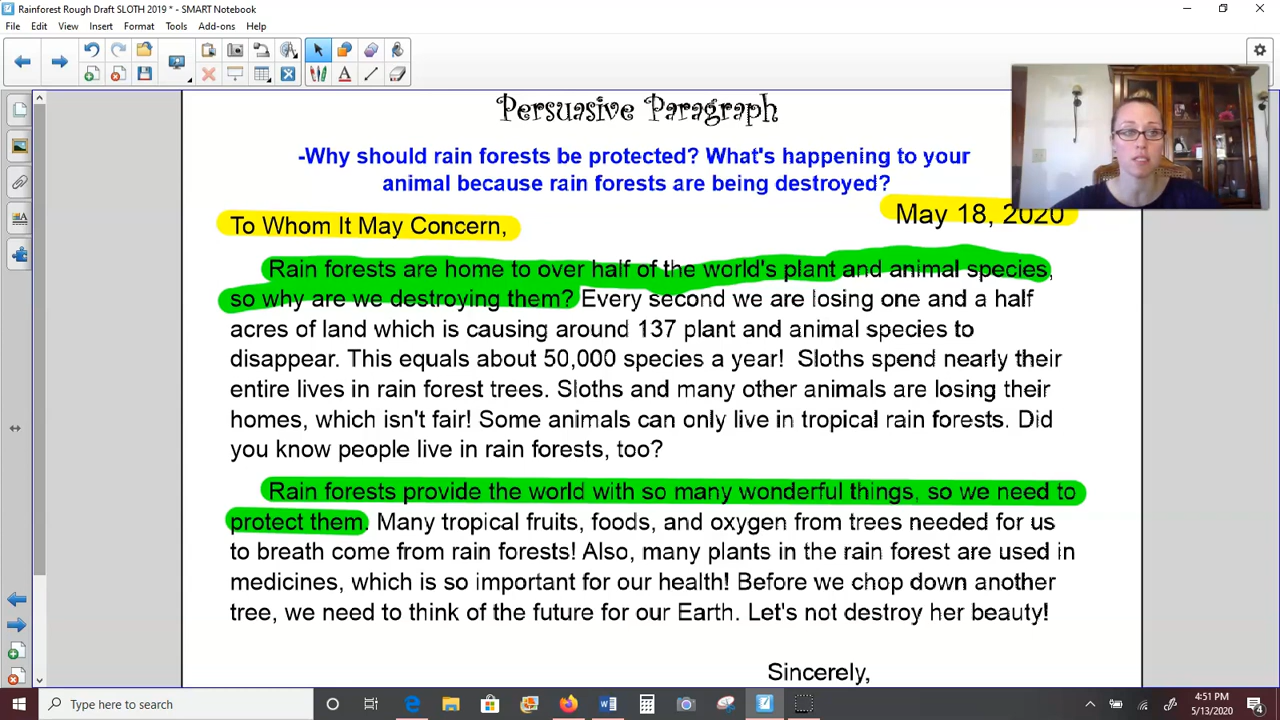 Rainforest Rough Draft SLOTH 2019 * - SMART Notebook
File Edit View Insert Format Tools Add-ons Help
Persuasive Paragraph
-Why should rain forests be protected? What's happening to your
animal because rain forests are being destroyed?
May 18, 2020
To Whom It May Concern,
Rain forests are home to over half of the world's plant and animal species,
so why are we destroying them? Every second we are losing one and a half
acres of land which is causing around 137 plant and animal species to
disappear. This equals about 50,000 species a year! Sloths spend nearly their
entire lives in rain forest trees. Sloths and many other animals are losing their
homes, which isn't fair! Some animals can only live in tropical rain forests. Did
you know people live in rain forests, too?
Rain forests provide the world with so many wonderful things, so we need to
protect them. Many tropical fruits, foods, and oxygen from trees needed for us
to breath come from rain forests! Also, many plants in the rain forest are used in
medicines, which is so important for our health! Before we chop down another
tree, we need to think of the future for our Earth. Let's not destroy her beauty!
Sincerely,
Type here to search
4:51 PM
5/13/2020
4